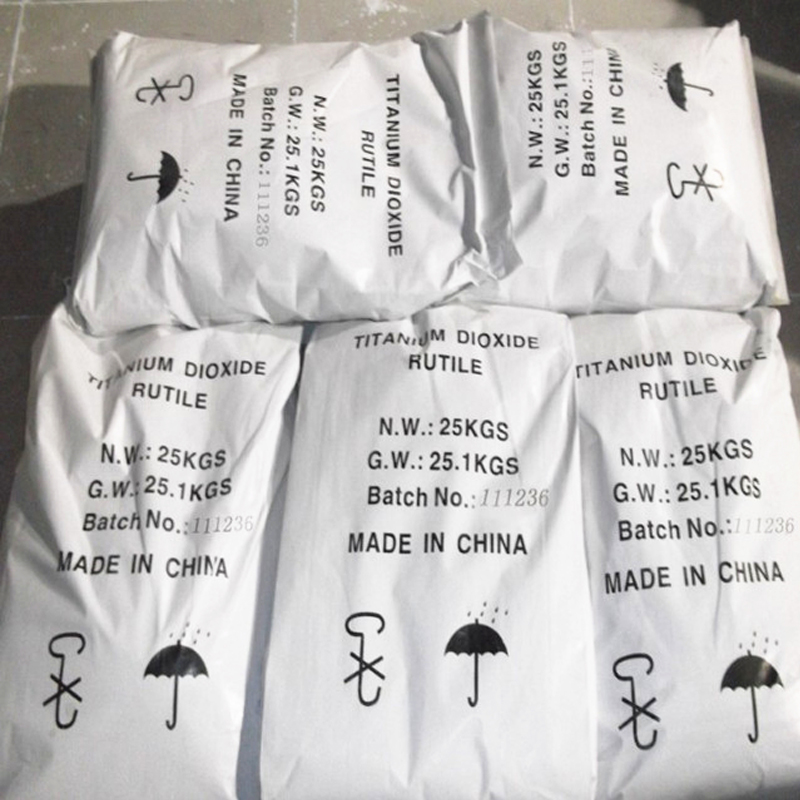 TITANIUM DIOXIDE
RUTILE
N.W.: 25KGS
G.W.: 25.1KGS
Batch No.: 111236
MADE IN CHINA
N.W.: 25KGS
G.W.: 25.1KGS
Batch No.: 111
MADE IN CHINA
TITANIUM DIOXIDE
RUTILE
N.W.: 25KGS
G.W.: 25.1KGS
Batch No.: 111236
MADE IN CHINA
TITANIUM DIOXIDE
RUTILE
N.W.: 25KGS
G.W.: 25.1KGS
Batch No.: 111236
MADE IN CHINA
TITANIUM DIOXIDE
RUTILE
N.W.: 25KGS
G.W.: 25.1KGS
Batch No.: 111236
MADE IN CHINA